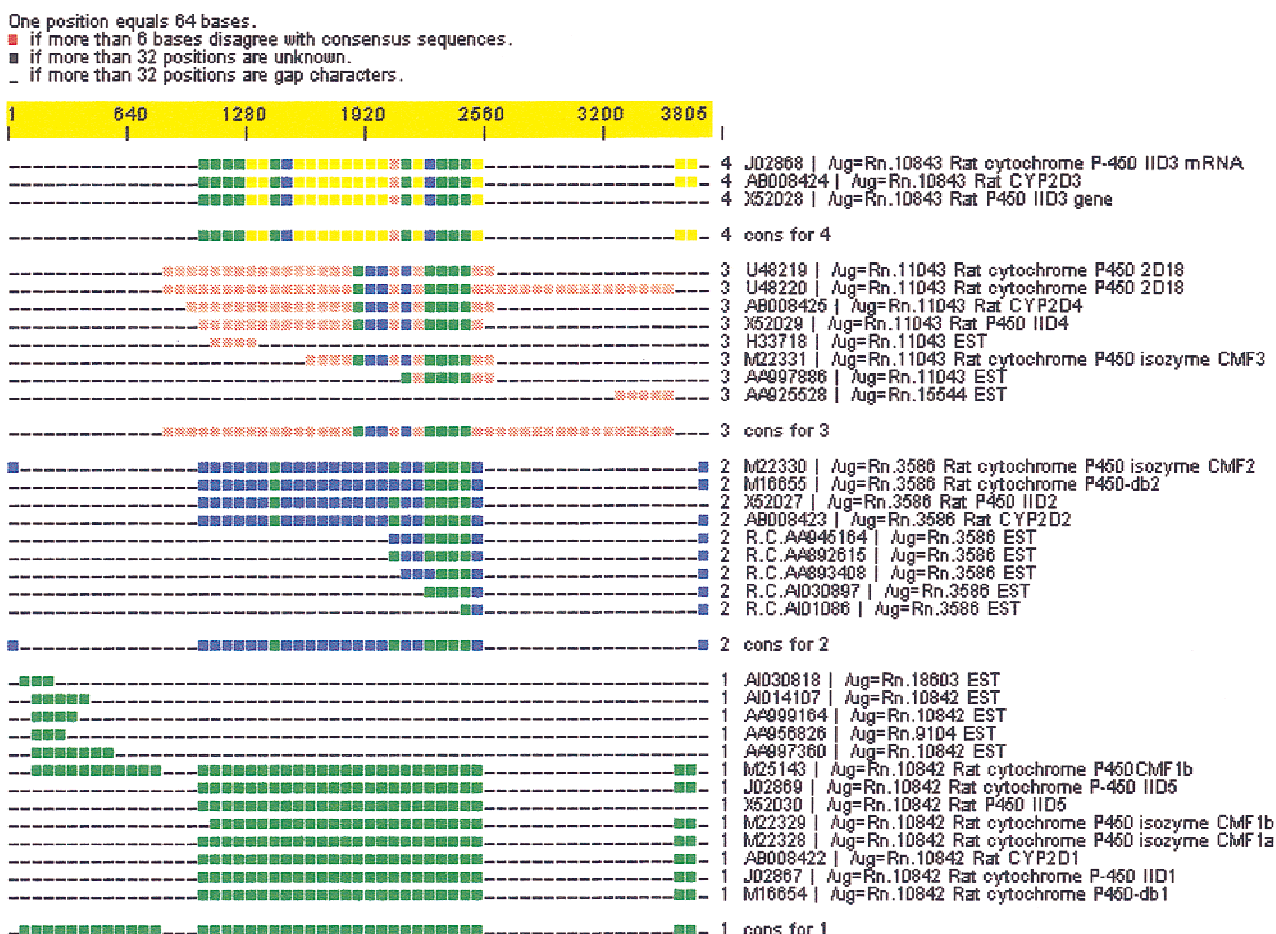 One position equals 64 bases.
if more than 6 bases disagree with consensus sequences.
if more than 32 positions are unknown.
_ if more than 32 positions are gap characters.
1 640 1280 1920 2560 3200 3805
4 J02868 | /ug=Rn.10843 Rat cytochrome P-450 IID3 mRNA
4 AB008424 | /ug=Rn.10843 Rat CYP2D3
4 X52028 | /ug=Rn.10843 Rat P450 IID3 gene
4 cons for 4
3 U48219 | /ug=Rn.11043 Rat cytochrome P450 2D18
3 U48220 | /ug=Rn.11043 Rat cytochrome P450 2D18
3 AB008425 | /ug=Rn.11043 Rat CYP2D4
3 X52029 | /ug=Rn.11043 Rat P450 IID4
3 H33718 | /ug=Rn.11043 EST
3 M22331 | /ug=Rn.11043 Rat cytochrome P450 isozyme CMF3
3 AA997886 | /ug=Rn.11043 EST
3 AA925528 | /ug=Rn.15544 EST
3 cons for 3
2 M22330 | /ug=Rn.3586 Rat cytochrome P450 isozyme CMF2
2 M16655 | /ug=Rn.3586 Rat cytochrome P450-db2
2 X52027 | /ug=Rn.3586 Rat P450 IID2
2 AB008423 | /ug=Rn.3586 Rat CYP2D2
2 R.C.AA945164 | /ug=Rn.3586 EST
2 R.C.AA892615 | /ug=Rn.3586 EST
2 R.C.AA893408 | /ug=Rn.3586 EST
2 R.C.AI030897 | /ug=Rn.3586 EST
2 R.C.AI01086 | /ug=Rn.3586 EST
2 cons for 2
1 AI030818 | /ug=Rn.18603 EST
1 AI014107 | /ug=Rn.10842 EST
1 AA999164 | /ug=Rn.10842 EST
1 AA956826 | /ug=Rn.9104 EST
1 AA997360 | /ug=Rn.10842 EST
1 M25143 | /ug=Rn.10842 Rat cytochrome P450CMF1b
1 J02869 | /ug=Rn.10842 Rat cytochrome P-450 IID5
1 X52030 | /ug=Rn.10842 Rat P450 IID5
1 M22329 | /ug=Rn.10842 Rat cytochrome P450 isozyme CMF1b
1 M22328 | /ug=Rn.10842 Rat cytochrome P450 isozyme CMF1a
1 AB008422 | /ug=Rn.10842 Rat CYP2D1
1 J02867 | /ug=Rn.10842 Rat cytochrome P-450 IID1
1 M16654 | /ug=Rn.10842 Rat cytochrome P450-db1
1 cons for 1